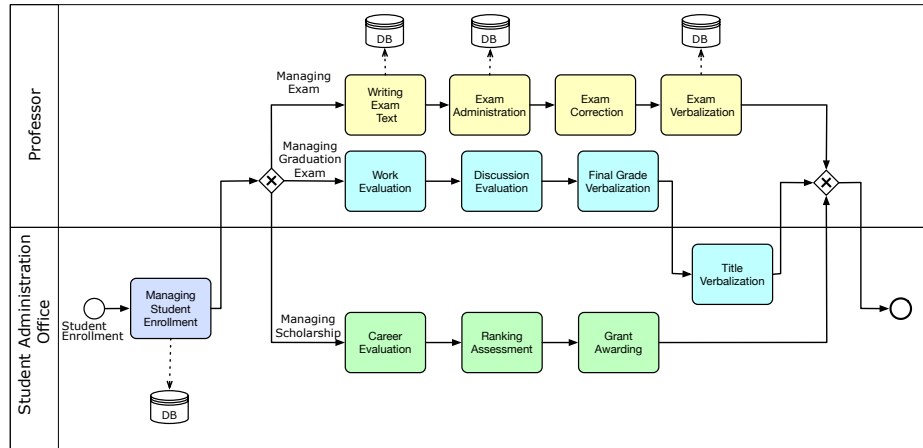 Professor
Student Administration
Office
DB
DB
DB
Managing
Exam
Writing
Exam
Text
Exam
Administration
Exam
Correction
Exam
Verbalization
Managing
Graduation
Exam
Work
Evaluation
Discussion
Evaluation
Final Grade
Verbalization
Title
Verbalization
Student
Enrollment
Managing
Student
Enrollment
DB
Managing
Scholarship
Career
Evaluation
Ranking
Assessment
Grant
Awarding